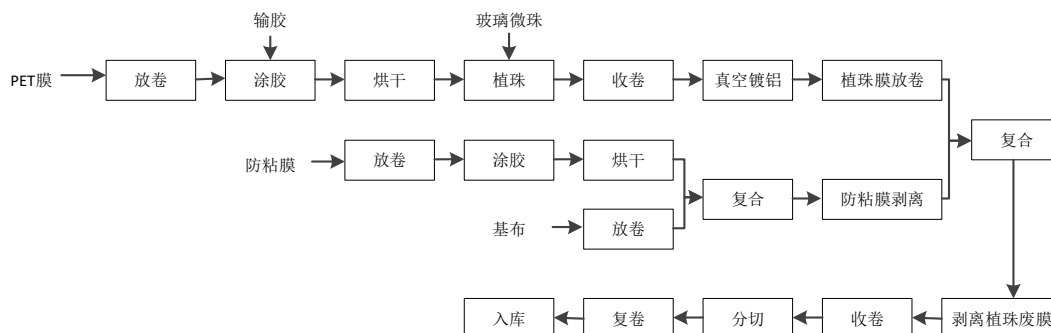 输胶
玻璃微珠
PET膜
放卷
涂胶
烘干
植珠
收卷
真空镀铝
植珠膜放卷
复合
防粘膜
放卷
涂胶
烘干
复合
防粘膜剥离
基布
放卷
入库
复卷
分切
收卷
剥离植珠废膜